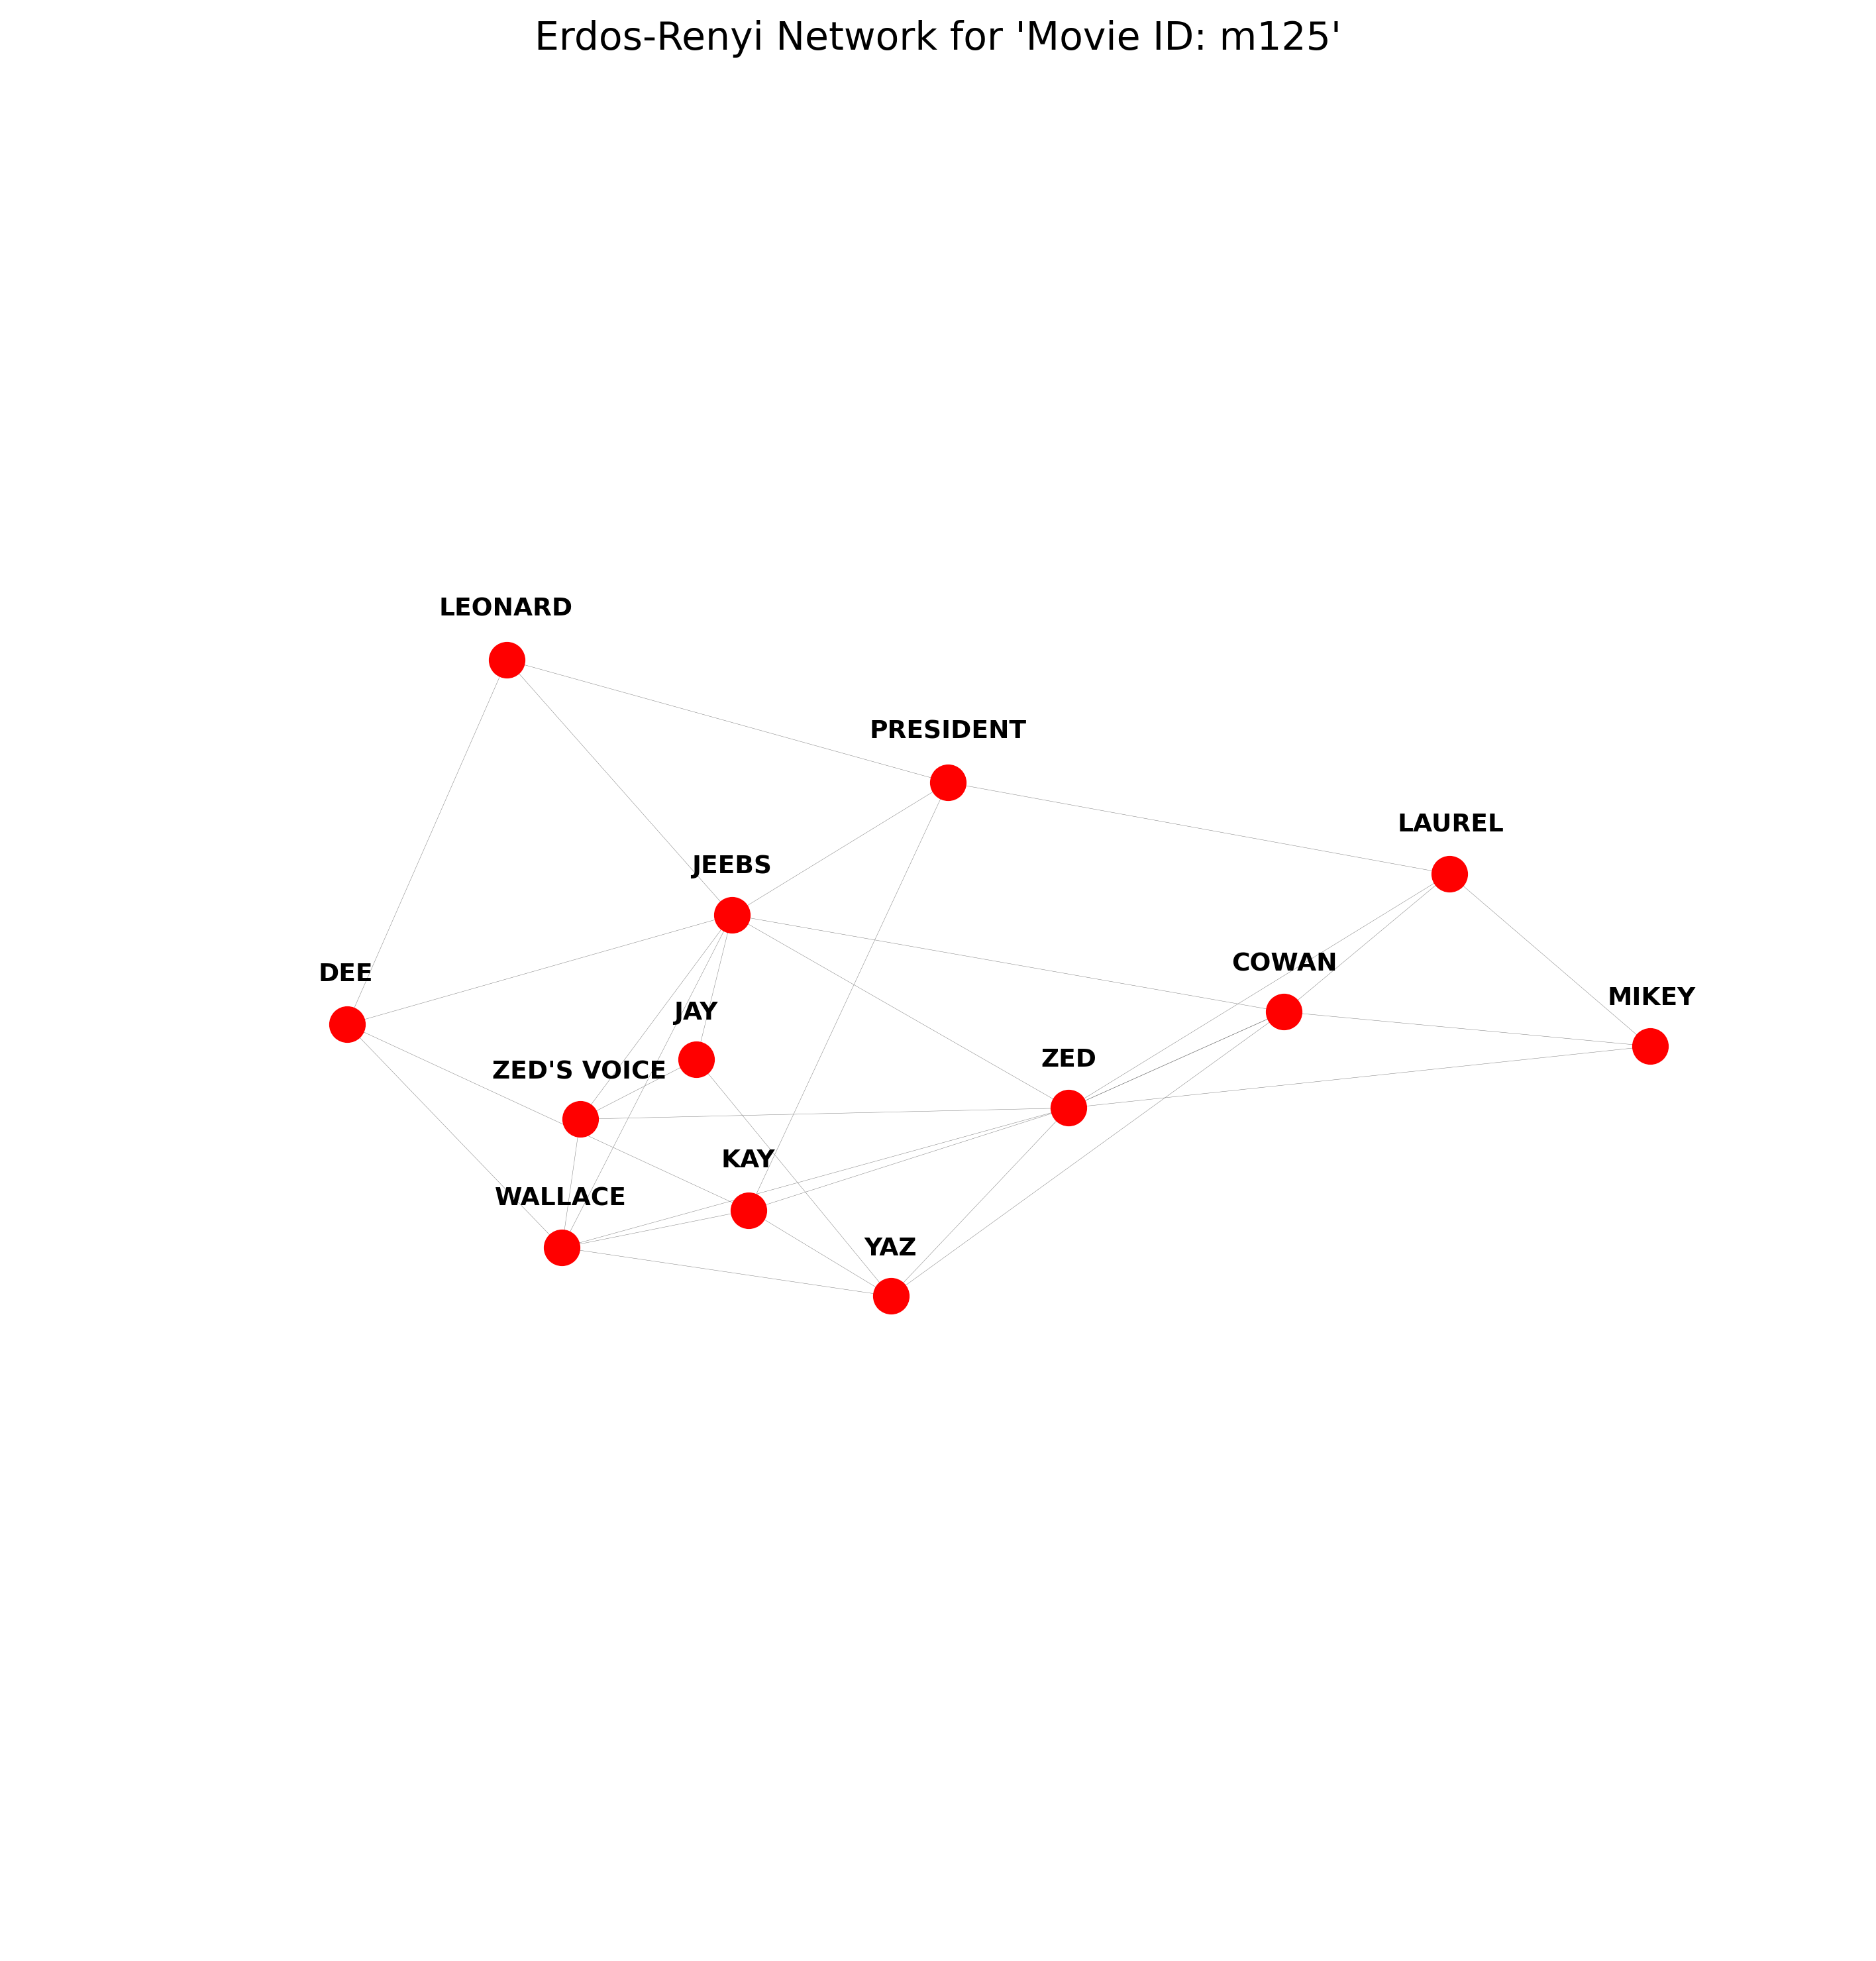 Erdos-Renyi Network for 'Movie ID: m125'
LEONARD
PRESIDENT
LAUREL
JEEBS
COWAN
DEE
MIKEY
JAY
ZED
ZED'S VOICE
KAY
WALLACE
YAZ